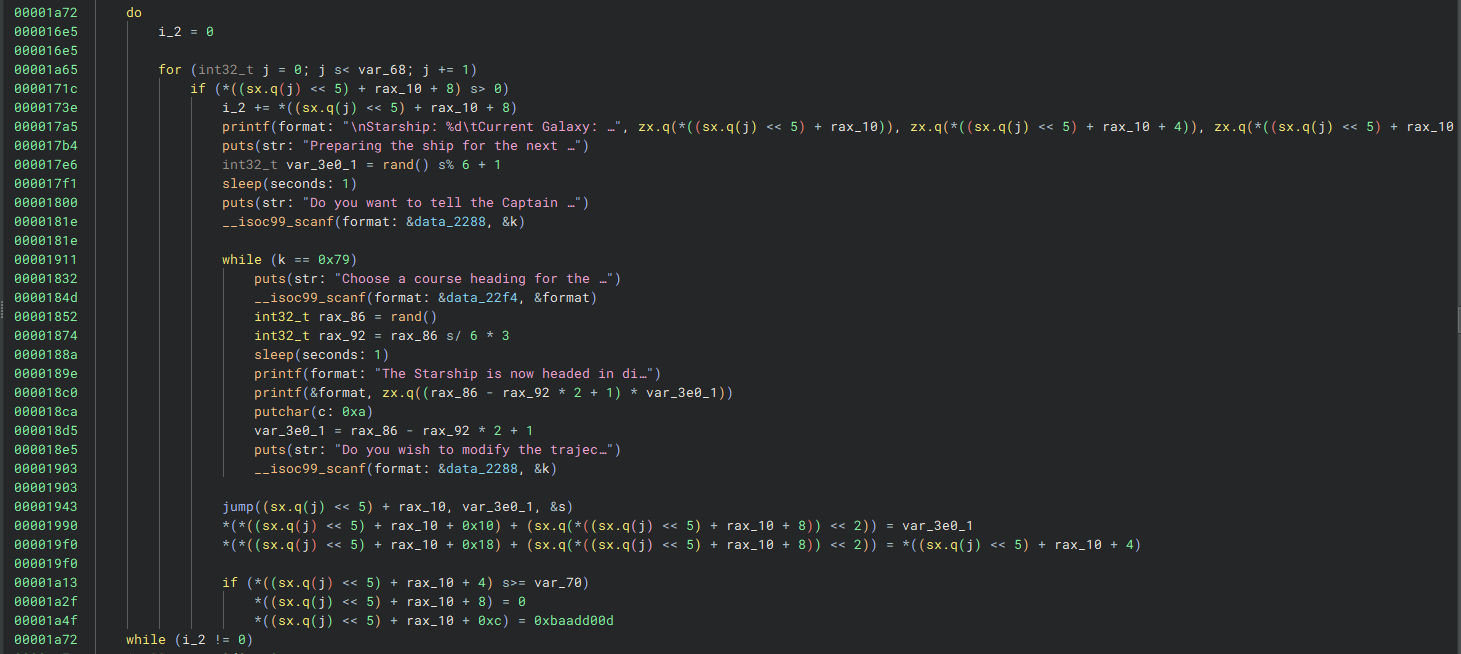 00001a72 do
000016e5 i_2 = 0
000016e5
00001a65 for (int32_t j = 0; j s< var_68; j += 1)
0000171c if (*((sx.q(j) << 5) + rax_10 + 8) s> 0)
0000173e i_2 += *((sx.q(j) << 5) + rax_10 + 8)
000017a5 printf(format: "\nStarship: %d\tCurrent Galaxy: …", zx.q(*((sx.q(j) << 5) + rax_10)), zx.q(*((sx.q(j) << 5) + rax_10 + 4)), zx.q(*((sx.q(j) << 5) + rax_10
000017b4 puts(str: "Preparing the ship for the next …")
000017e6 int32_t var_3e0_1 = rand() s% 6 + 1
000017f1 sleep(seconds: 1)
00001800 puts(str: "Do you want to tell the Captain …")
0000181e __isoc99_scanf(format: &data_2288, &k)
0000181e
00001911 while (k == 0x79)
00001832 puts(str: "Choose a course heading for the …")
0000184d __isoc99_scanf(format: &data_22f4, &format)
00001852 int32_t rax_86 = rand()
00001874 int32_t rax_92 = rax_86 s/ 6 * 3
0000188a sleep(seconds: 1)
0000189e printf(format: "The Starship is now headed in di…")
000018c0 printf(&format, zx.q((rax_86 - rax_92 * 2 + 1) * var_3e0_1))
000018ca putchar(c: 0xa)
000018d5 var_3e0_1 = rax_86 - rax_92 * 2 + 1
000018e5 puts(str: "Do you wish to modify the trajec…")
00001903 __isoc99_scanf(format: &data_2288, &k)
00001903
00001943 jump((sx.q(j) << 5) + rax_10, var_3e0_1, &s)
00001990 *(*((sx.q(j) << 5) + rax_10 + 0x10) + (sx.q(*((sx.q(j) << 5) + rax_10 + 8)) << 2)) = var_3e0_1
000019f0 *(*((sx.q(j) << 5) + rax_10 + 0x18) + (sx.q(*((sx.q(j) << 5) + rax_10 + 8)) << 2)) = *((sx.q(j) << 5) + rax_10 + 4)
000019f0
00001a13 if (*((sx.q(j) << 5) + rax_10 + 4) s>= var_70)
00001a2f *((sx.q(j) << 5) + rax_10 + 8) = 0
00001a4f *((sx.q(j) << 5) + rax_10 + 0xc) = 0xbaadd00d
00001a72 while (i_2 != 0)